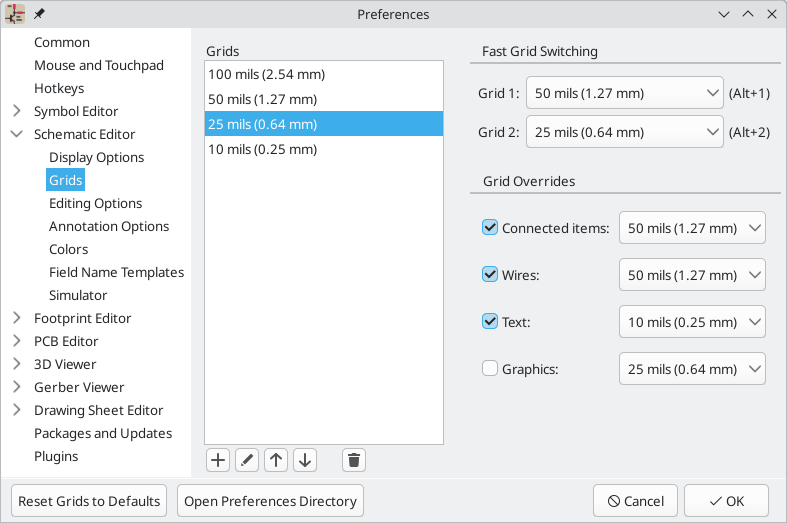 Preferences
Common
Mouse and Touchpad
Hotkeys
Symbol Editor
Schematic Editor
Display Options
Grids
Editing Options
Annotation Options
Colors
Field Name Templates
Simulator
Footprint Editor
PCB Editor
3D Viewer
Gerber Viewer
Drawing Sheet Editor
Packages and Updates
Plugins
Grids
100 mils (2.54 mm)
50 mils (1.27 mm)
25 mils (0.64 mm)
10 mils (0.25 mm)
Fast Grid Switching
Grid 1: 50 mils (1.27 mm) (Alt+1)
Grid 2: 25 mils (0.64 mm) (Alt+2)
Grid Overrides
Connected items: 50 mils (1.27 mm)
Wires: 50 mils (1.27 mm)
Text: 10 mils (0.25 mm)
Graphics: 25 mils (0.64 mm)
Reset Grids to Defaults Open Preferences Directory Cancel OK